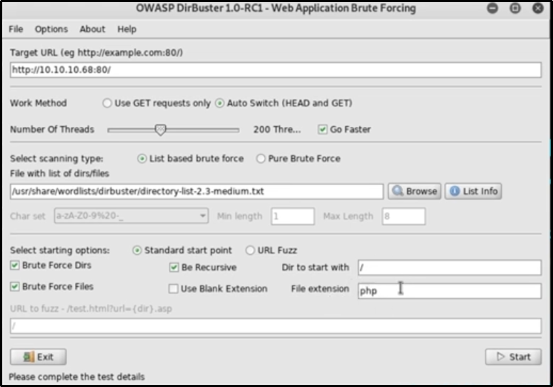 OWASP DirBuster 1.0-RC1 - Web Application Brute Forcing
File Options About Help
Target URL (eg http://example.com:80/)
http://10.10.10.68:80/
Work Method Use GET requests only Auto Switch (HEAD and GET)
Number Of Threads 200 Thre... Go Faster
Select scanning type: List based brute force Pure Brute Force
File with list of dirs/files
/usr/share/wordlists/dirbuster/directory-list-2.3-medium.txt Browse List Info
Char set a-zA-Z0-9%20-_ Min length 1 Max Length 8
Select starting options: Standard start point URL Fuzz
Brute Force Dirs Be Recursive Dir to start with /
Brute Force Files Use Blank Extension File extension php
URL to fuzz - /test.html?url={dir}.asp
/
Exit Start
Please complete the test details